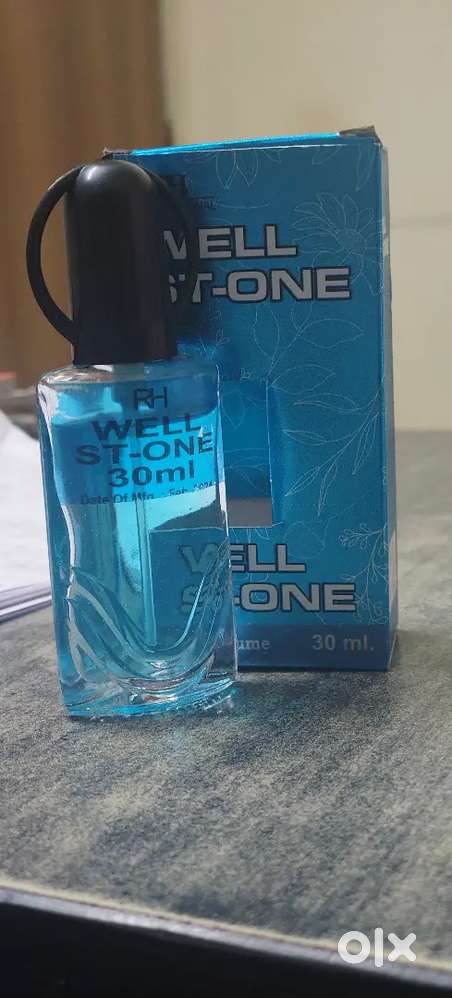 WELL
ST-ONE
RH
WELL
ST-ONE
30ml
Date Of Mfg
WELL
ST-ONE
30 ml.
olx